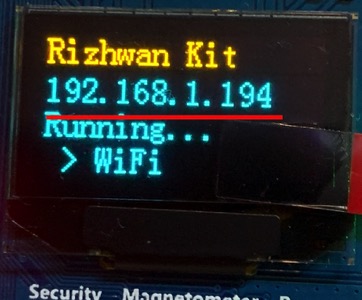 Rizhwan Kit
192.168.1.194
Running...
> WiFi
Security Magnetometer